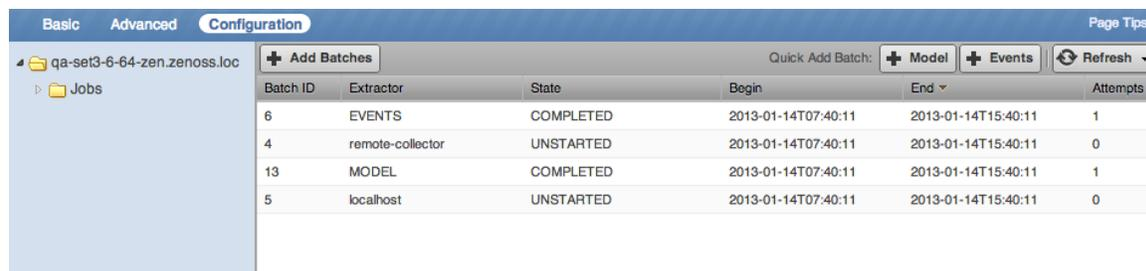 Basic Advanced Configuration Page Tips
qa-set3-6-64-zen.zenoss.loc
Jobs
Add Batches Quick Add Batch: Model Events Refresh
Batch ID Extractor State Begin End Attempts
6 EVENTS COMPLETED 2013-01-14T07:40:11 2013-01-14T15:40:11 1
4 remote-collector UNSTARTED 2013-01-14T07:40:11 2013-01-14T15:40:11 0
13 MODEL COMPLETED 2013-01-14T07:40:11 2013-01-14T15:40:11 1
5 localhost UNSTARTED 2013-01-14T07:40:11 2013-01-14T15:40:11 0